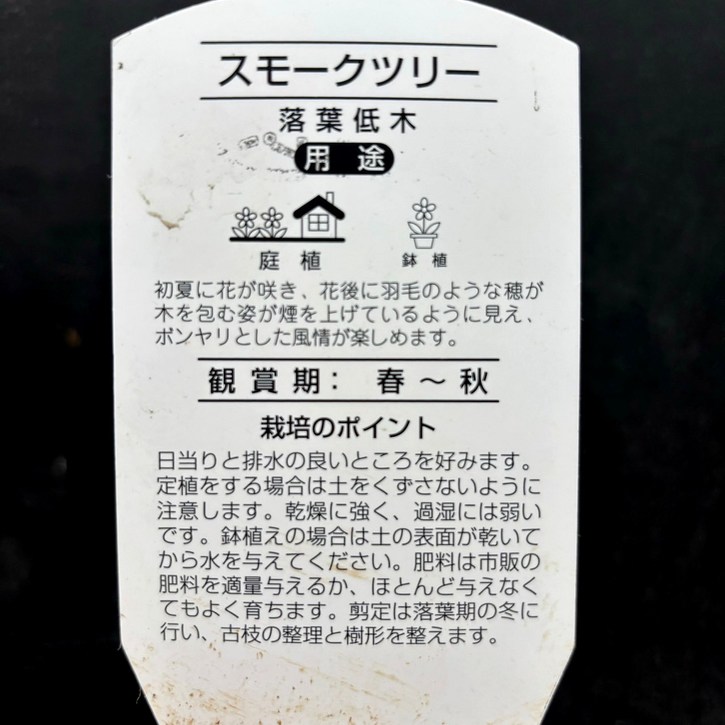 スモークツリー
落葉低木
用途
庭植
鉢植
初夏に花が咲き、花後に羽毛のような穂が
木を包む姿が煙を上げているように見え、
ボンヤリとした風情が楽しめます。
観賞期： 春～秋
栽培のポイント
日当りと排水の良いところを好みます。
定植をする場合は土をくずさないように
注意します。乾燥に強く、過湿には弱い
です。鉢植えの場合は土の表面が乾いて
から水を与えてください。肥料は市販の
肥料を適量与えるか、ほとんど与えなく
てもよく育ちます。剪定は落葉期の冬に
行い、古枝の整理と樹形を整えます。